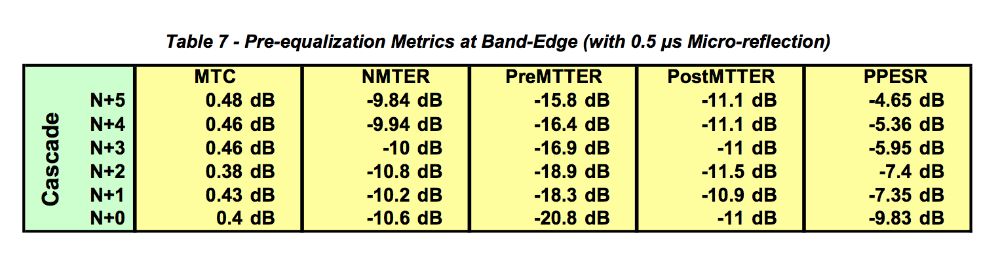 Table 7 - Pre-equalization Metrics at Band-Edge (with 0.5 µs Micro-reflection)
MTC NMTER PreMTTER PostMTTER PPESR
Cascade
N+5 0.48 dB -9.84 dB -15.8 dB -11.1 dB -4.65 dB
N+4 0.46 dB -9.94 dB -16.4 dB -11.1 dB -5.36 dB
N+3 0.46 dB -10 dB -16.9 dB -11 dB -5.95 dB
N+2 0.38 dB -10.8 dB -18.9 dB -11.5 dB -7.4 dB
N+1 0.43 dB -10.2 dB -18.3 dB -10.9 dB -7.35 dB
N+0 0.4 dB -10.6 dB -20.8 dB -11 dB -9.83 dB